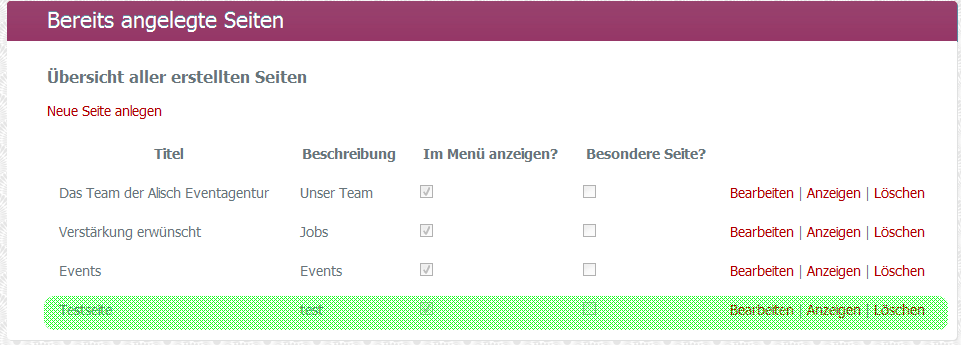 Bereits angelegte Seiten
Übersicht aller erstellten Seiten
Neue Seite anlegen
Titel Beschreibung Im Menü anzeigen? Besondere Seite?
Das Team der Alisch Eventagentur Unser Team Bearbeiten | Anzeigen | Löschen
Verstärkung erwünscht Jobs Bearbeiten | Anzeigen | Löschen
Events Events Bearbeiten | Anzeigen | Löschen
Testseite test Bearbeiten | Anzeigen | Löschen